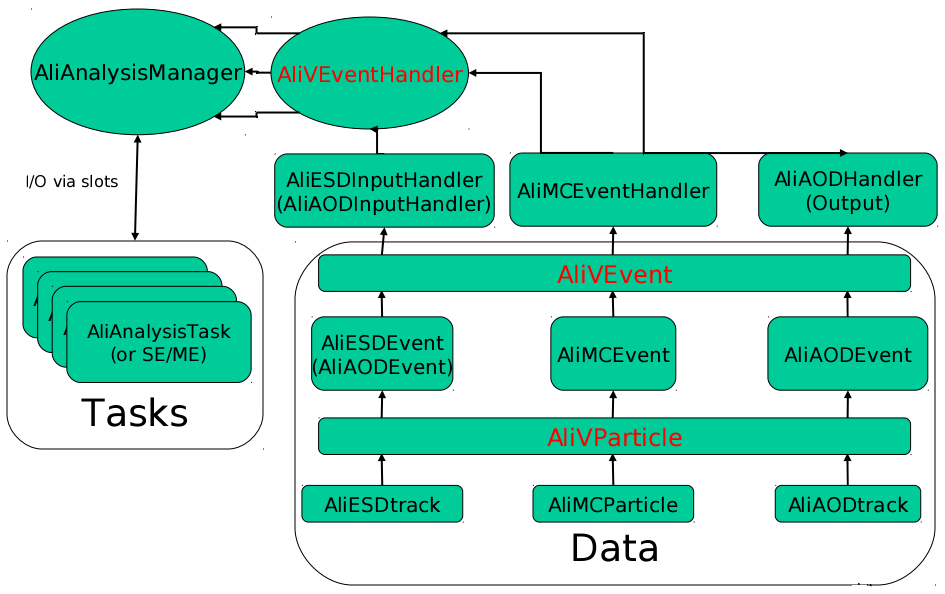 AliAnalysisManager
AliVEventHandler
I/O via slots
AliESDInputHandler
(AliAODInputHandler)
AliMCEventHandler
AliAODHandler
(Output)
AliVEvent
AliAnalysisTask
(or SE/ME)
Tasks
AliESDEvent
(AliAODEvent)
AliMCEvent
AliAODEvent
AliVParticle
AliESDtrack
AliMCParticle
AliAODtrack
Data